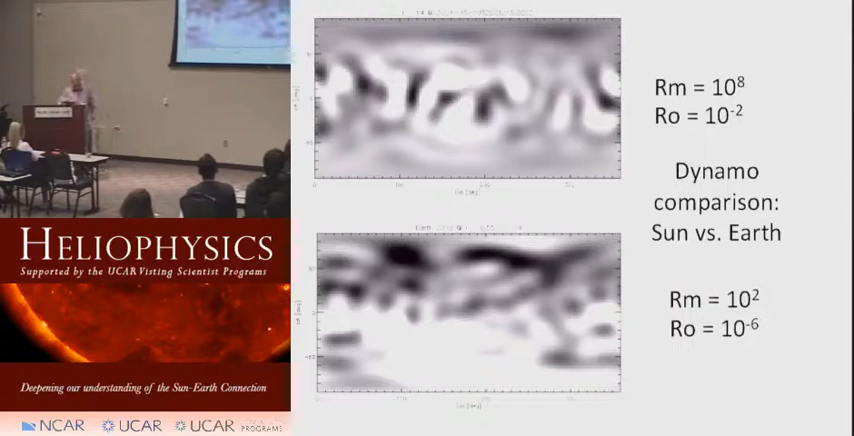 HELIOPHYSICS
Supported by the UCAR Visting Scientist Programs
Deepening our understanding of the Sun-Earth Connection
NCAR UCAR UCAR PROGRAMS
Rm = 10⁸
Ro = 10⁻²
Dynamo
comparison:
Sun vs. Earth
Rm = 10²
Ro = 10⁻⁶